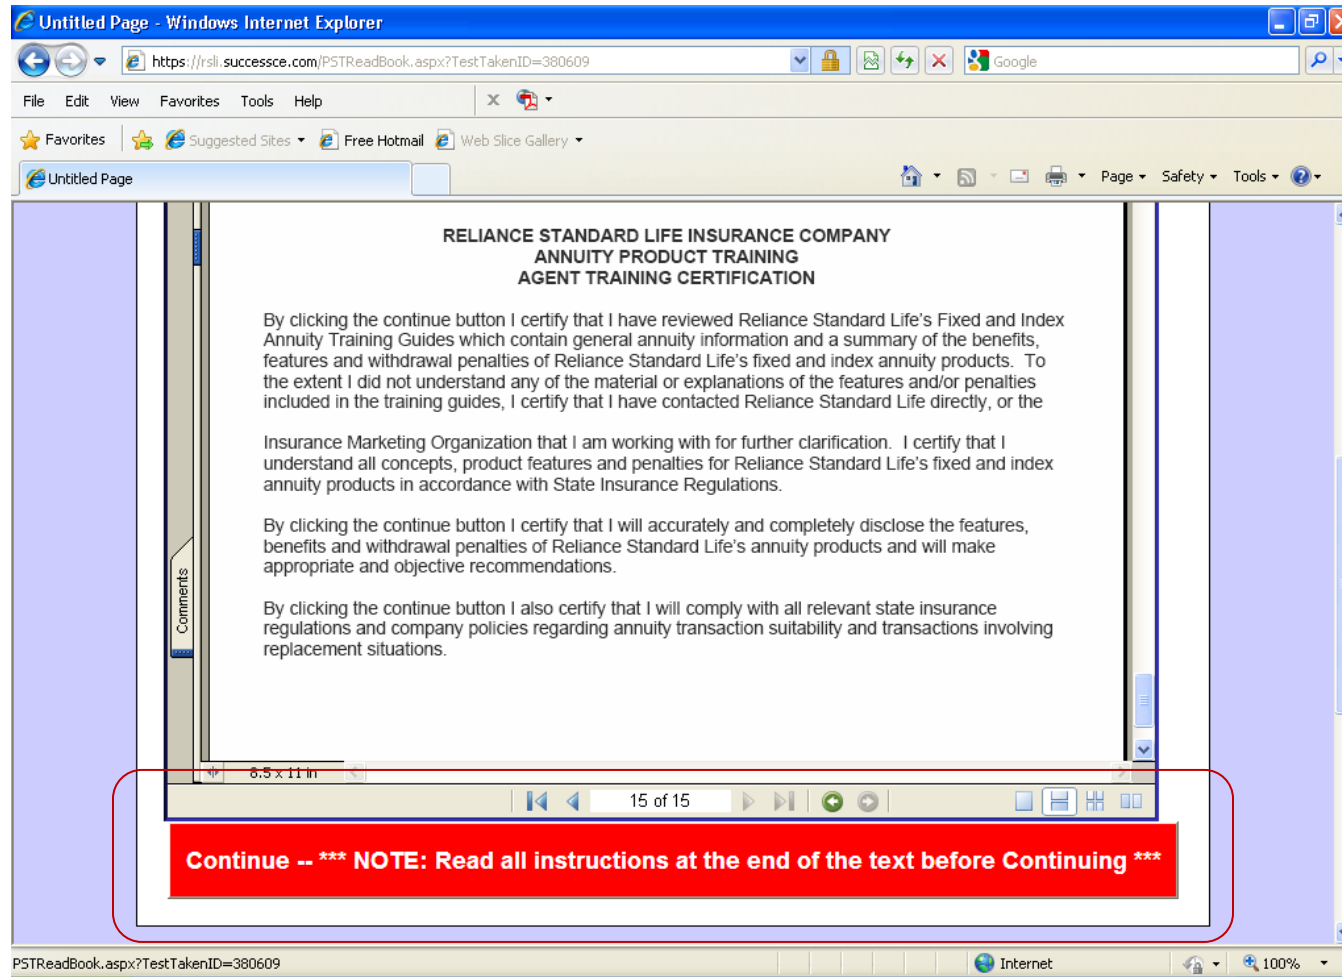 Untitled Page - Windows Internet Explorer
https://rsli.successce.com/PSTReadBook.aspx?TestTakenID=380609
Google
File Edit View Favorites Tools Help
Favorites Suggested Sites Free Hotmail Web Slice Gallery
Untitled Page
Page Safety Tools
RELIANCE STANDARD LIFE INSURANCE COMPANY
ANNUITY PRODUCT TRAINING
AGENT TRAINING CERTIFICATION
By clicking the continue button I certify that I have reviewed Reliance Standard Life's Fixed and Index
Annuity Training Guides which contain general annuity information and a summary of the benefits,
features and withdrawal penalties of Reliance Standard Life's fixed and index annuity products. To
the extent I did not understand any of the material or explanations of the features and/or penalties
included in the training guides, I certify that I have contacted Reliance Standard Life directly, or the
Insurance Marketing Organization that I am working with for further clarification. I certify that I
understand all concepts, product features and penalties for Reliance Standard Life's fixed and index
annuity products in accordance with State Insurance Regulations.
By clicking the continue button I certify that I will accurately and completely disclose the features,
benefits and withdrawal penalties of Reliance Standard Life's annuity products and will make
appropriate and objective recommendations.
Comments
By clicking the continue button I also certify that I will comply with all relevant state insurance
regulations and company policies regarding annuity transaction suitability and transactions involving
replacement situations.
8.5 x 11 in
15 of 15
Continue -- *** NOTE: Read all instructions at the end of the text before Continuing ***
PSTReadBook.aspx?TestTakenID=380609
Internet
100%